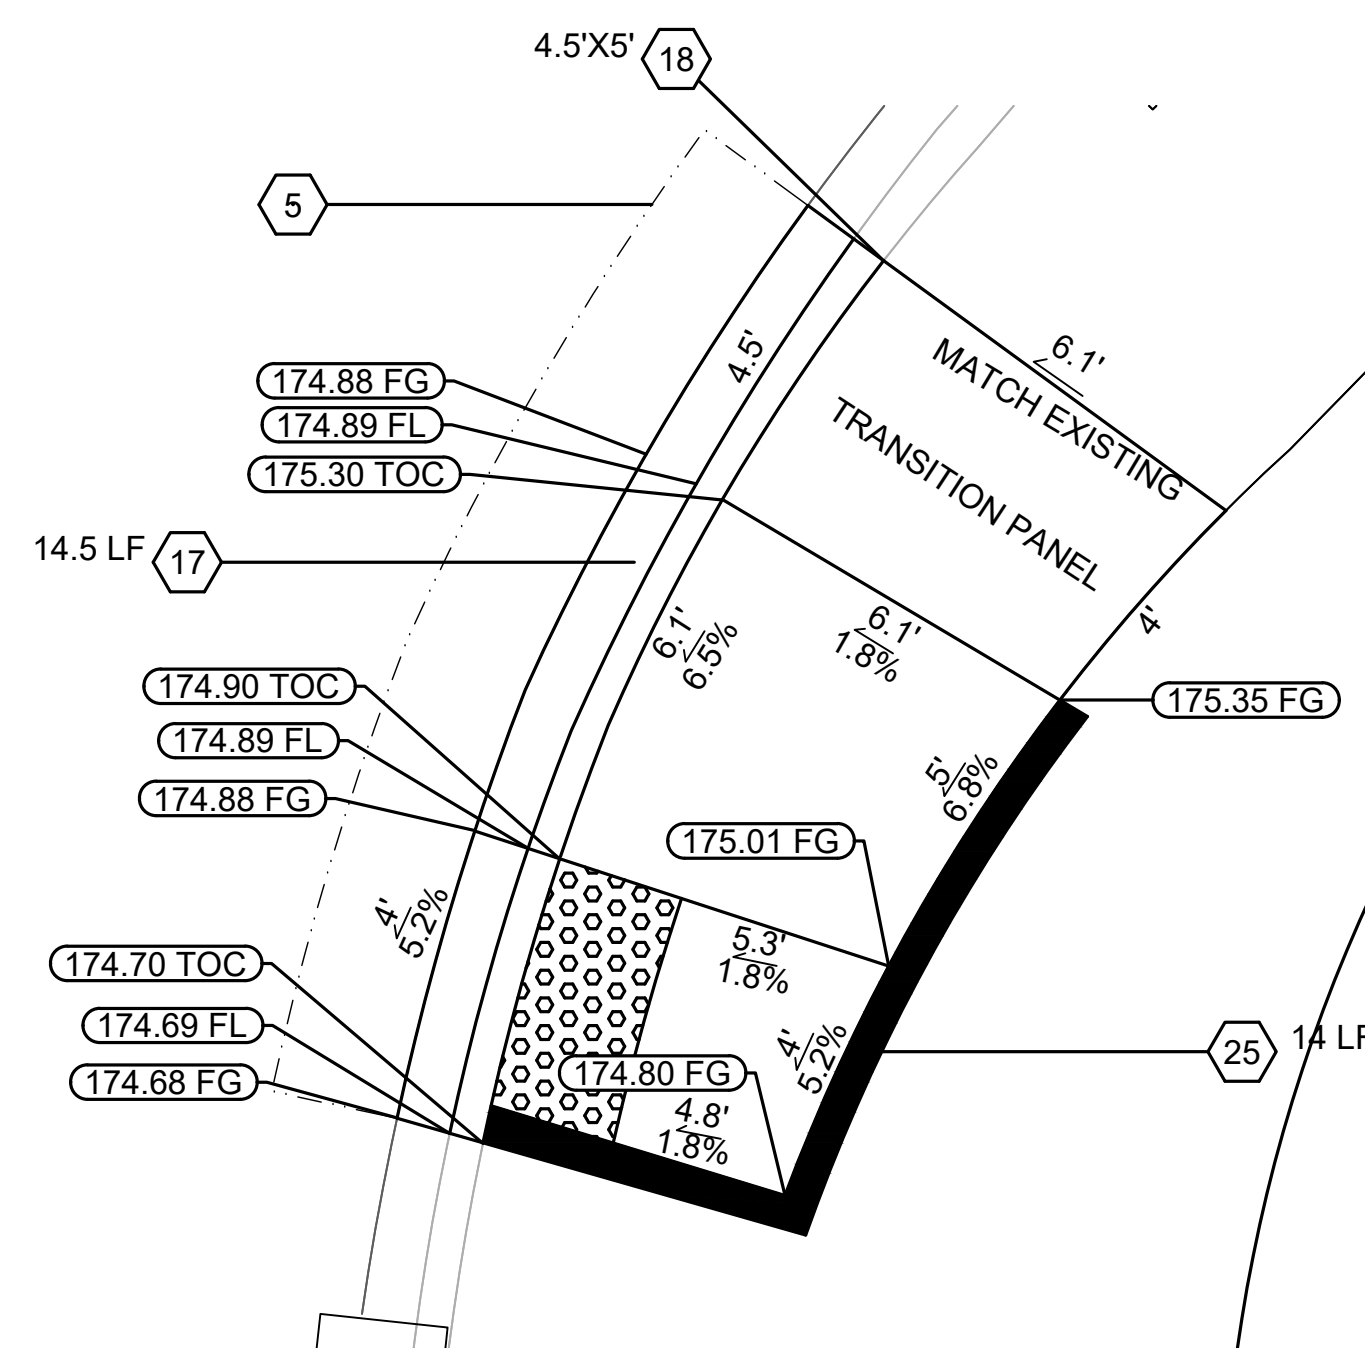 4.5'X5'
18
5
6.1'
MATCH EXISTING
4.5'
174.88 FG
174.89 FL
175.30 TOC
TRANSITION PANEL
14.5 LF
17
6.1'
6.5%
6.1'
1.8%
4'
174.90 TOC
174.89 FL
174.88 FG
175.35 FG
5'
6.8%
175.01 FG
4'
5.2%
5.3'
1.8%
174.70 TOC
174.69 FL
174.68 FG
4'
5.2%
174.80 FG
25
14 LF
4.8'
1.8%